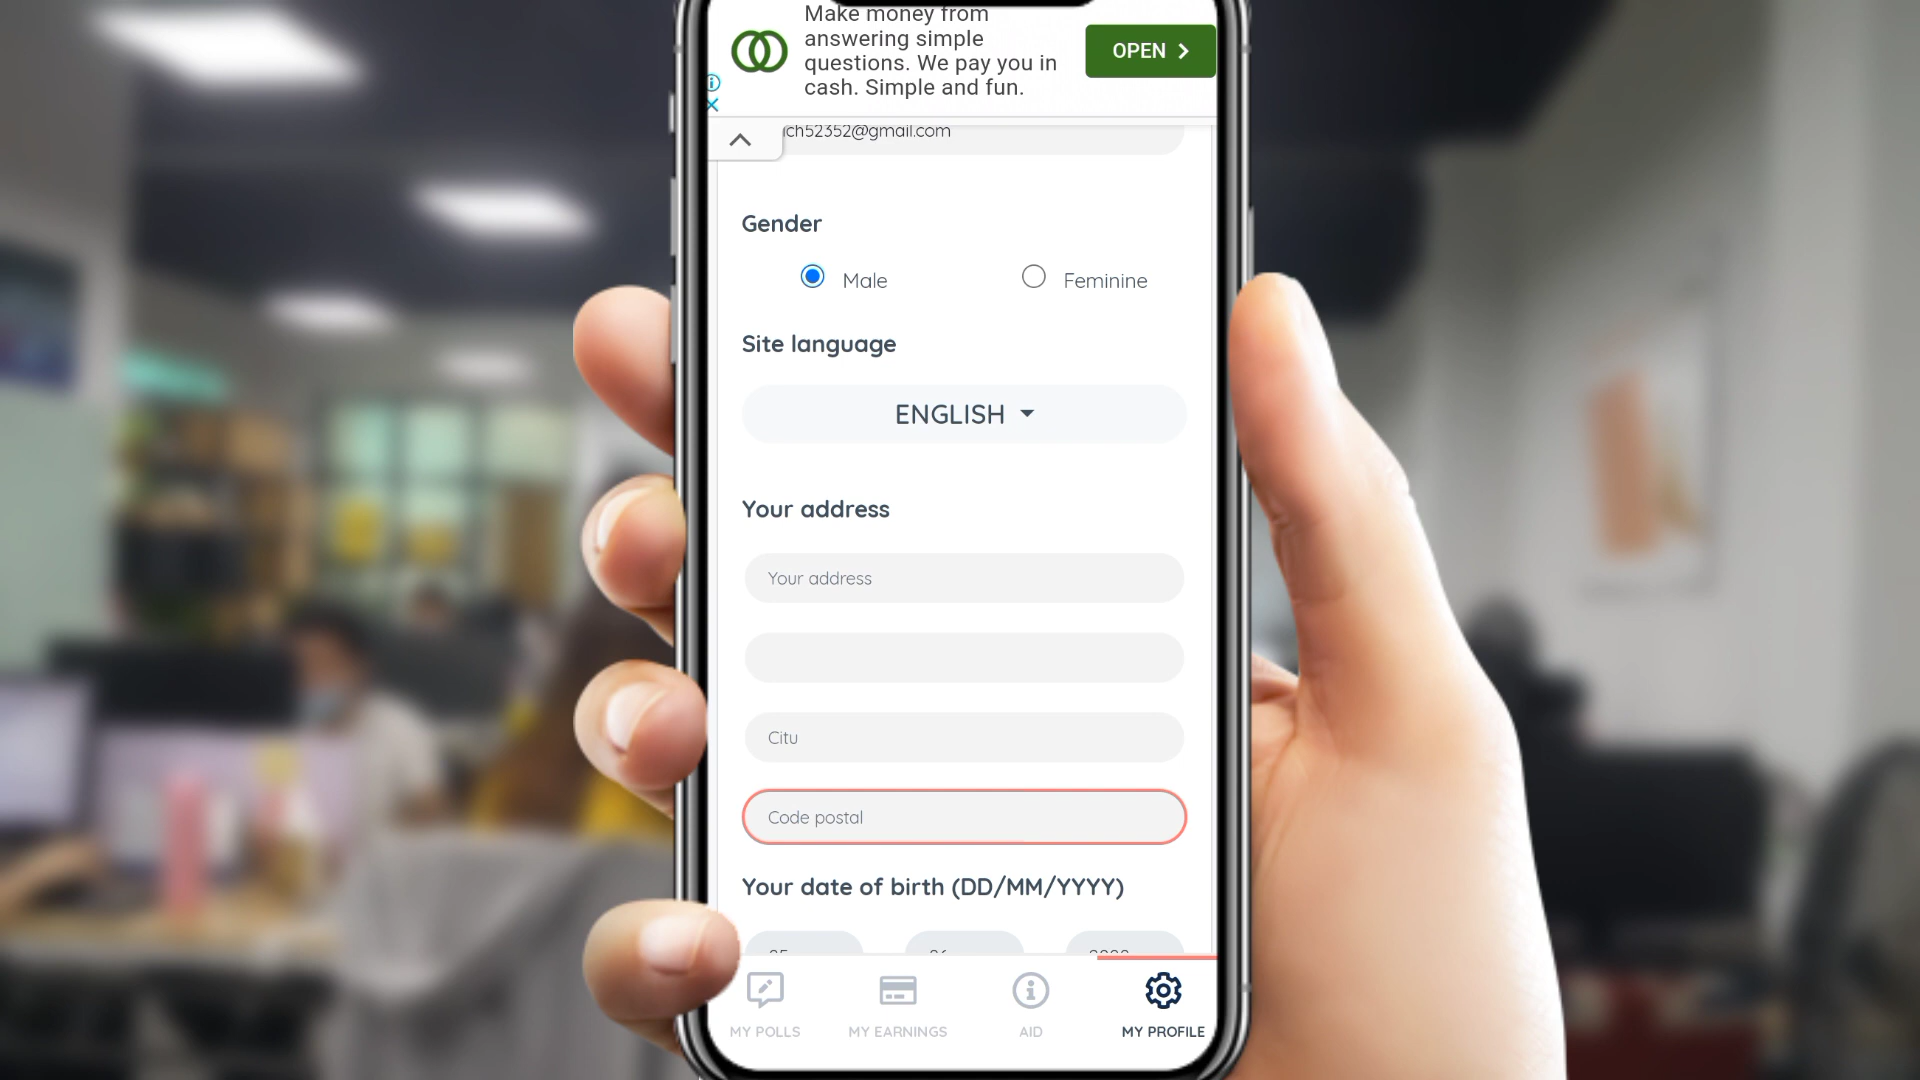 Make money from
answering simple
questions. We pay you in
cash. Simple and fun.
OPEN
ch52352@gmail.com
Gender
Male
Feminine
Site language
ENGLISH
Your address
Your address
Citu
Code postal
Your date of birth (DD/MM/YYYY)
MY POLLS
MY EARNINGS
AID
MY PROFILE